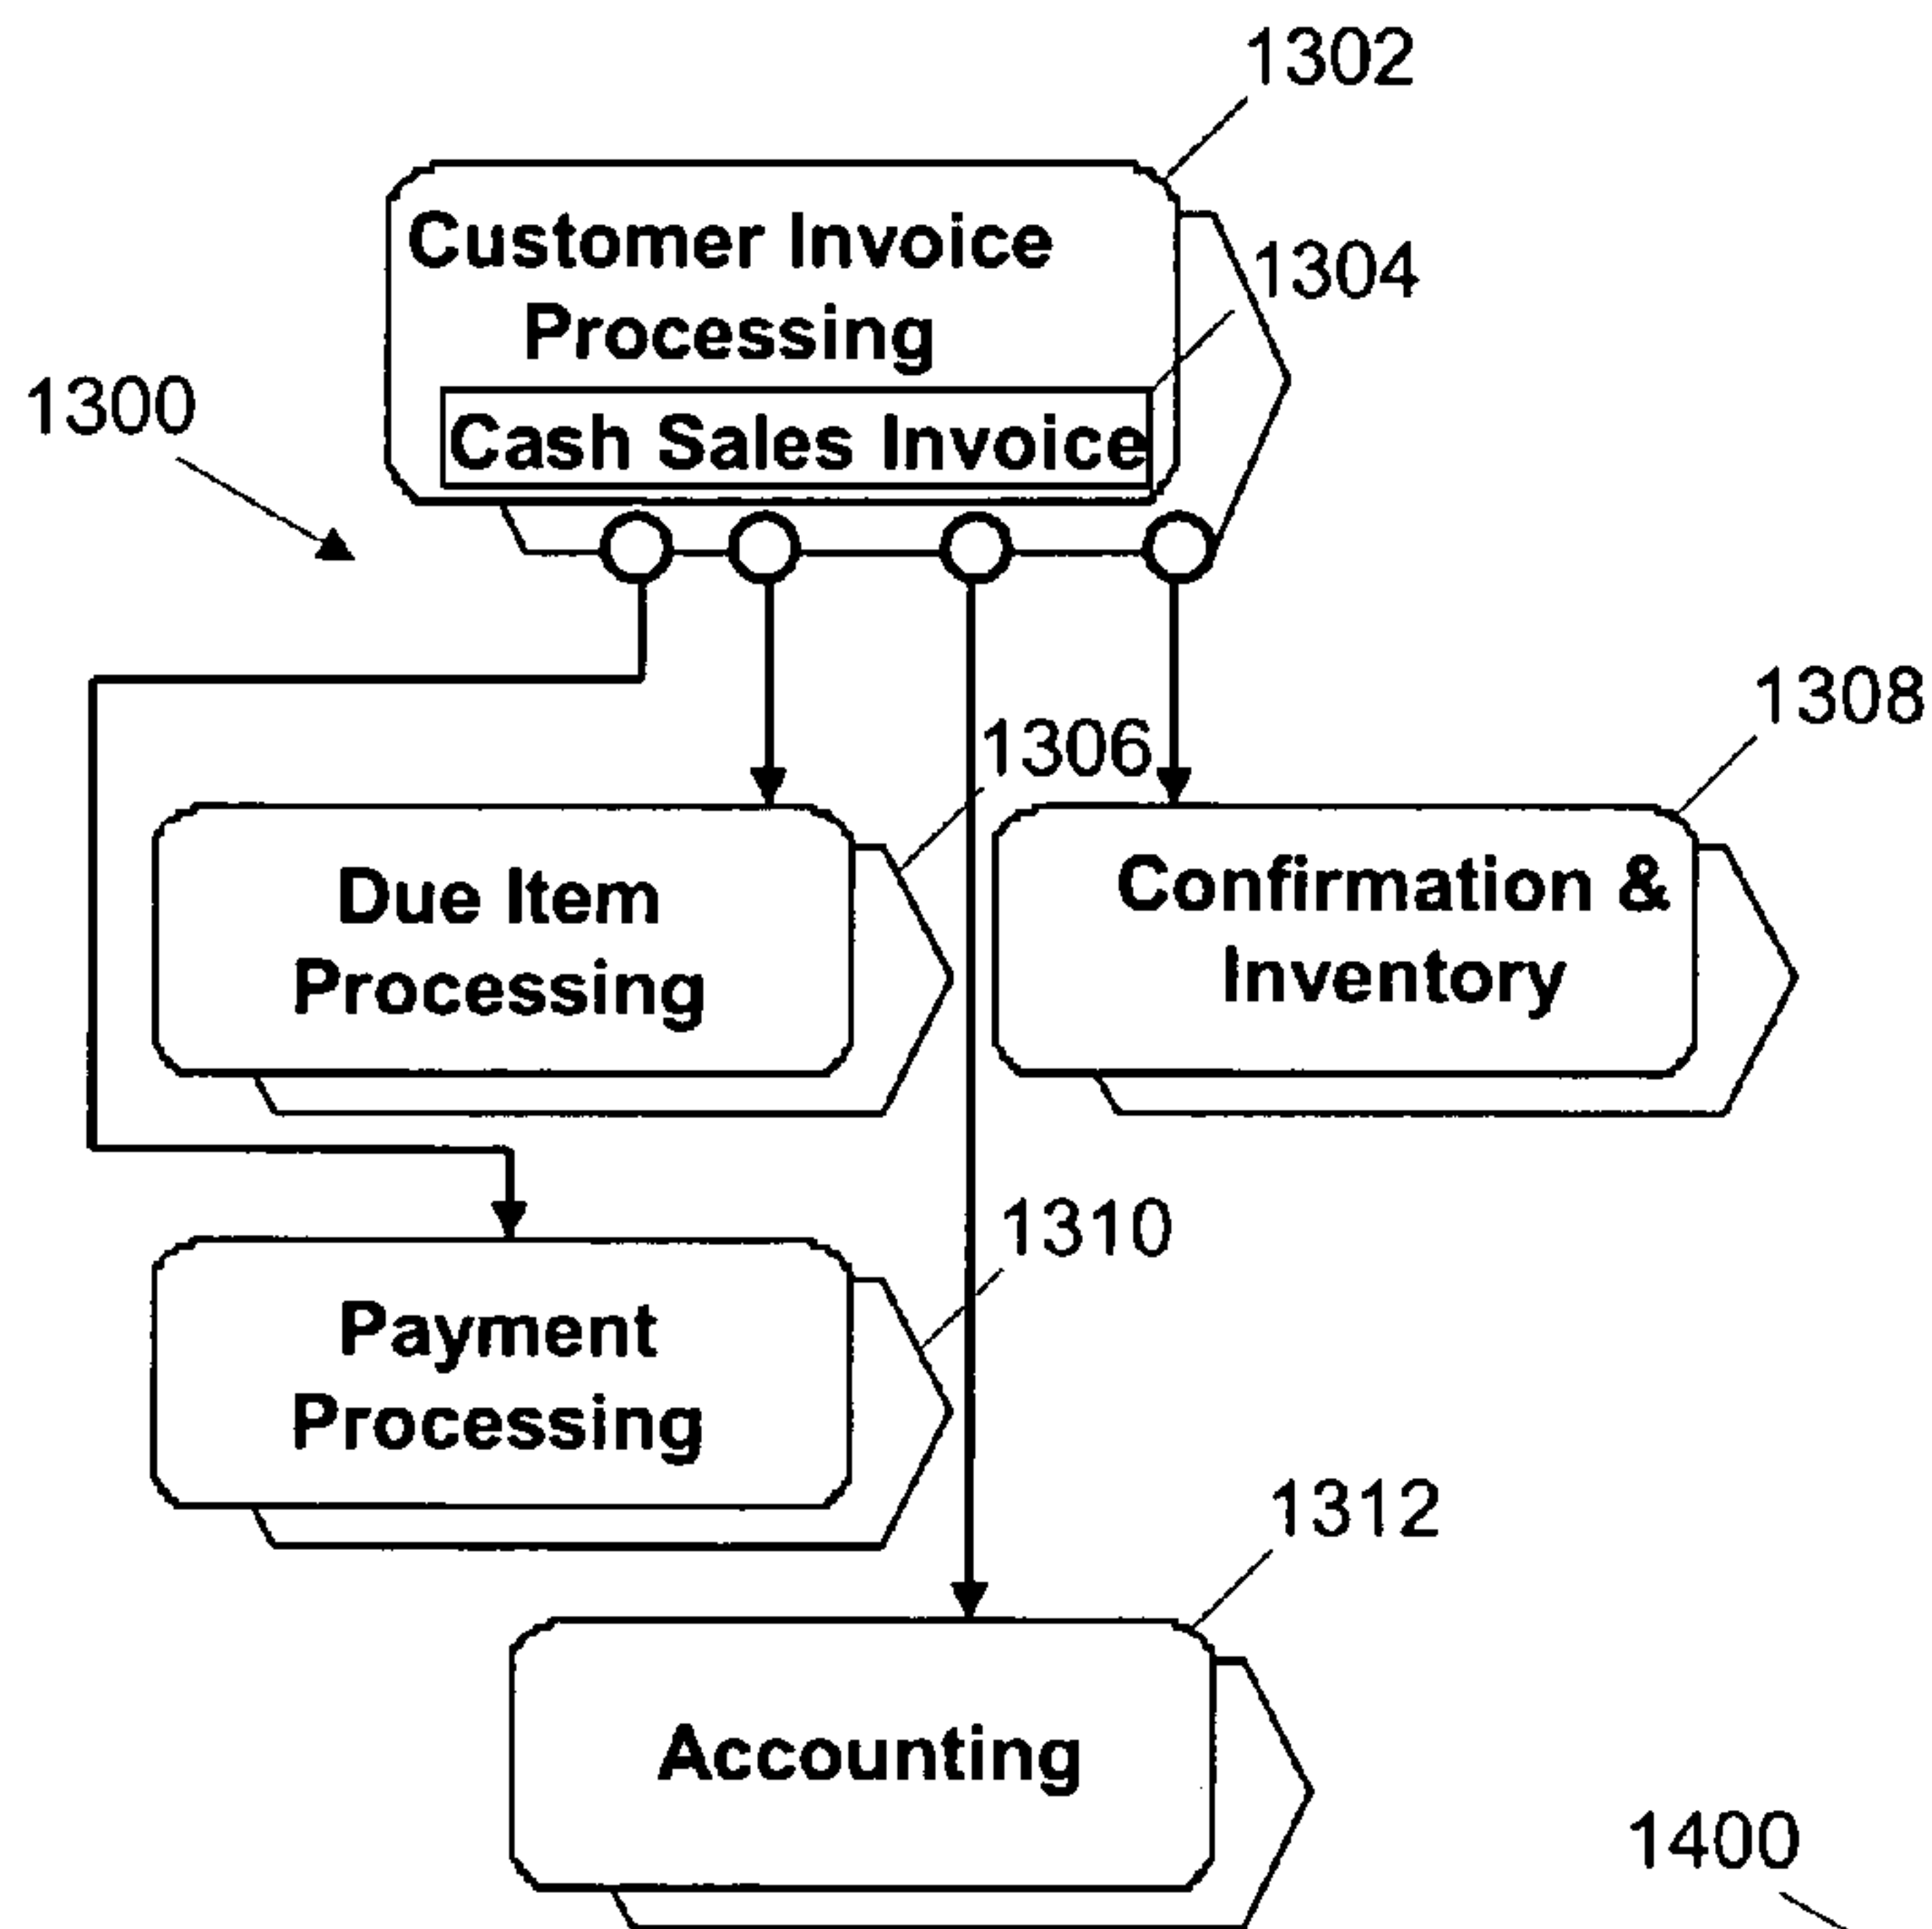 1302
Customer Invoice
Processing
1304
1300
Cash Sales Invoice
1308
1306
Due Item
Processing
Confirmation &
Inventory
1310
Payment
Processing
1312
Accounting
1400